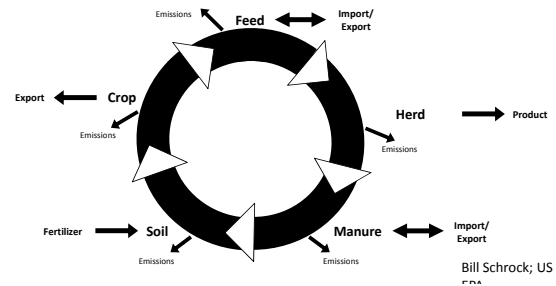 Emissions
Feed
Import/
Export
Export
Crop
Emissions
Herd
Product
Emissions
Fertilizer
Soil
Emissions
Manure
Emissions
Import/
Export
Bill Schrock; US
EPA